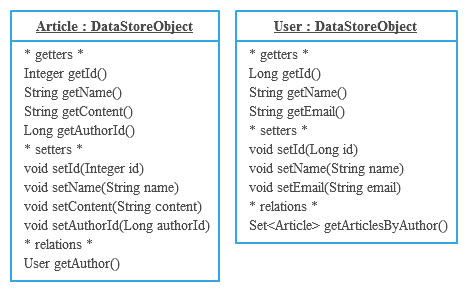 Article : DataStoreObject
* getters *
Integer getId()
String getName()
String getContent()
Long getAuthorId()
* setters *
void setId(Integer id)
void setName(String name)
void setContent(String content)
void setAuthorId(Long authorId)
* relations *
User getAuthor()
User : DataStoreObject
* getters *
Long getId()
String getName()
String getEmail()
* setters *
void setId(Long id)
void setName(String name)
void setEmail(String email)
* relations *
Set<Article> getArticlesByAuthor()